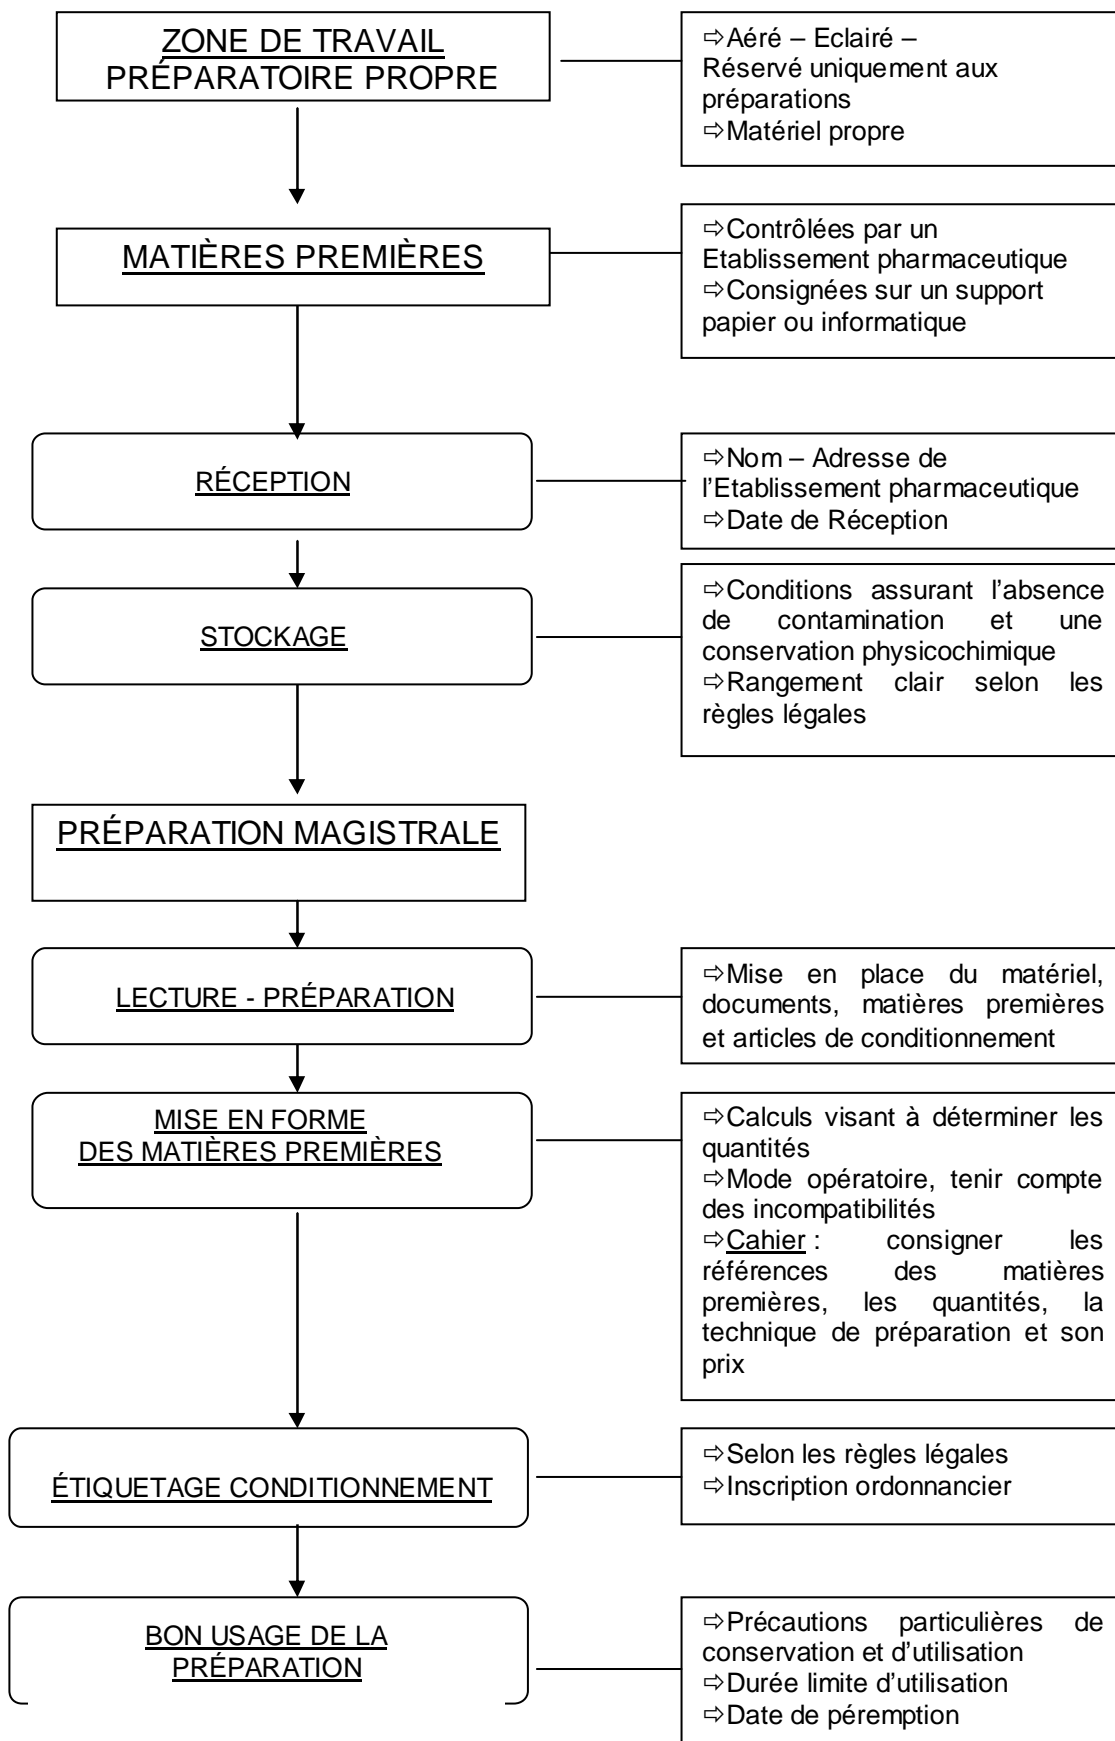 ZONE DE TRAVAIL
PRÉPARATOIRE PROPRE
⇨Aéré – Eclairé –
Réservé uniquement aux
préparations
⇨Matériel propre
MATIÈRES PREMIÈRES
⇨Contrôlées par un
Etablissement pharmaceutique
⇨Consignées sur un support
papier ou informatique
RÉCEPTION
⇨Nom – Adresse de
l’Etablissement pharmaceutique
⇨Date de Réception
STOCKAGE
⇨Conditions assurant l’absence
de contamination et une
conservation physicochimique
⇨Rangement clair selon les
règles légales
PRÉPARATION MAGISTRALE
LECTURE - PRÉPARATION
⇨Mise en place du matériel,
documents, matières premières
et articles de conditionnement
MISE EN FORME
DES MATIÈRES PREMIÈRES
⇨Calculs visant à déterminer les
quantités
⇨Mode opératoire, tenir compte
des incompatibilités
⇨Cahier : consigner les
références des matières
premières, les quantités, la
technique de préparation et son
prix
ÉTIQUETAGE CONDITIONNEMENT
⇨Selon les règles légales
⇨Inscription ordonnancier
BON USAGE DE LA
PRÉPARATION
⇨Précautions particulières de
conservation et d’utilisation
⇨Durée limite d’utilisation
⇨Date de péremption